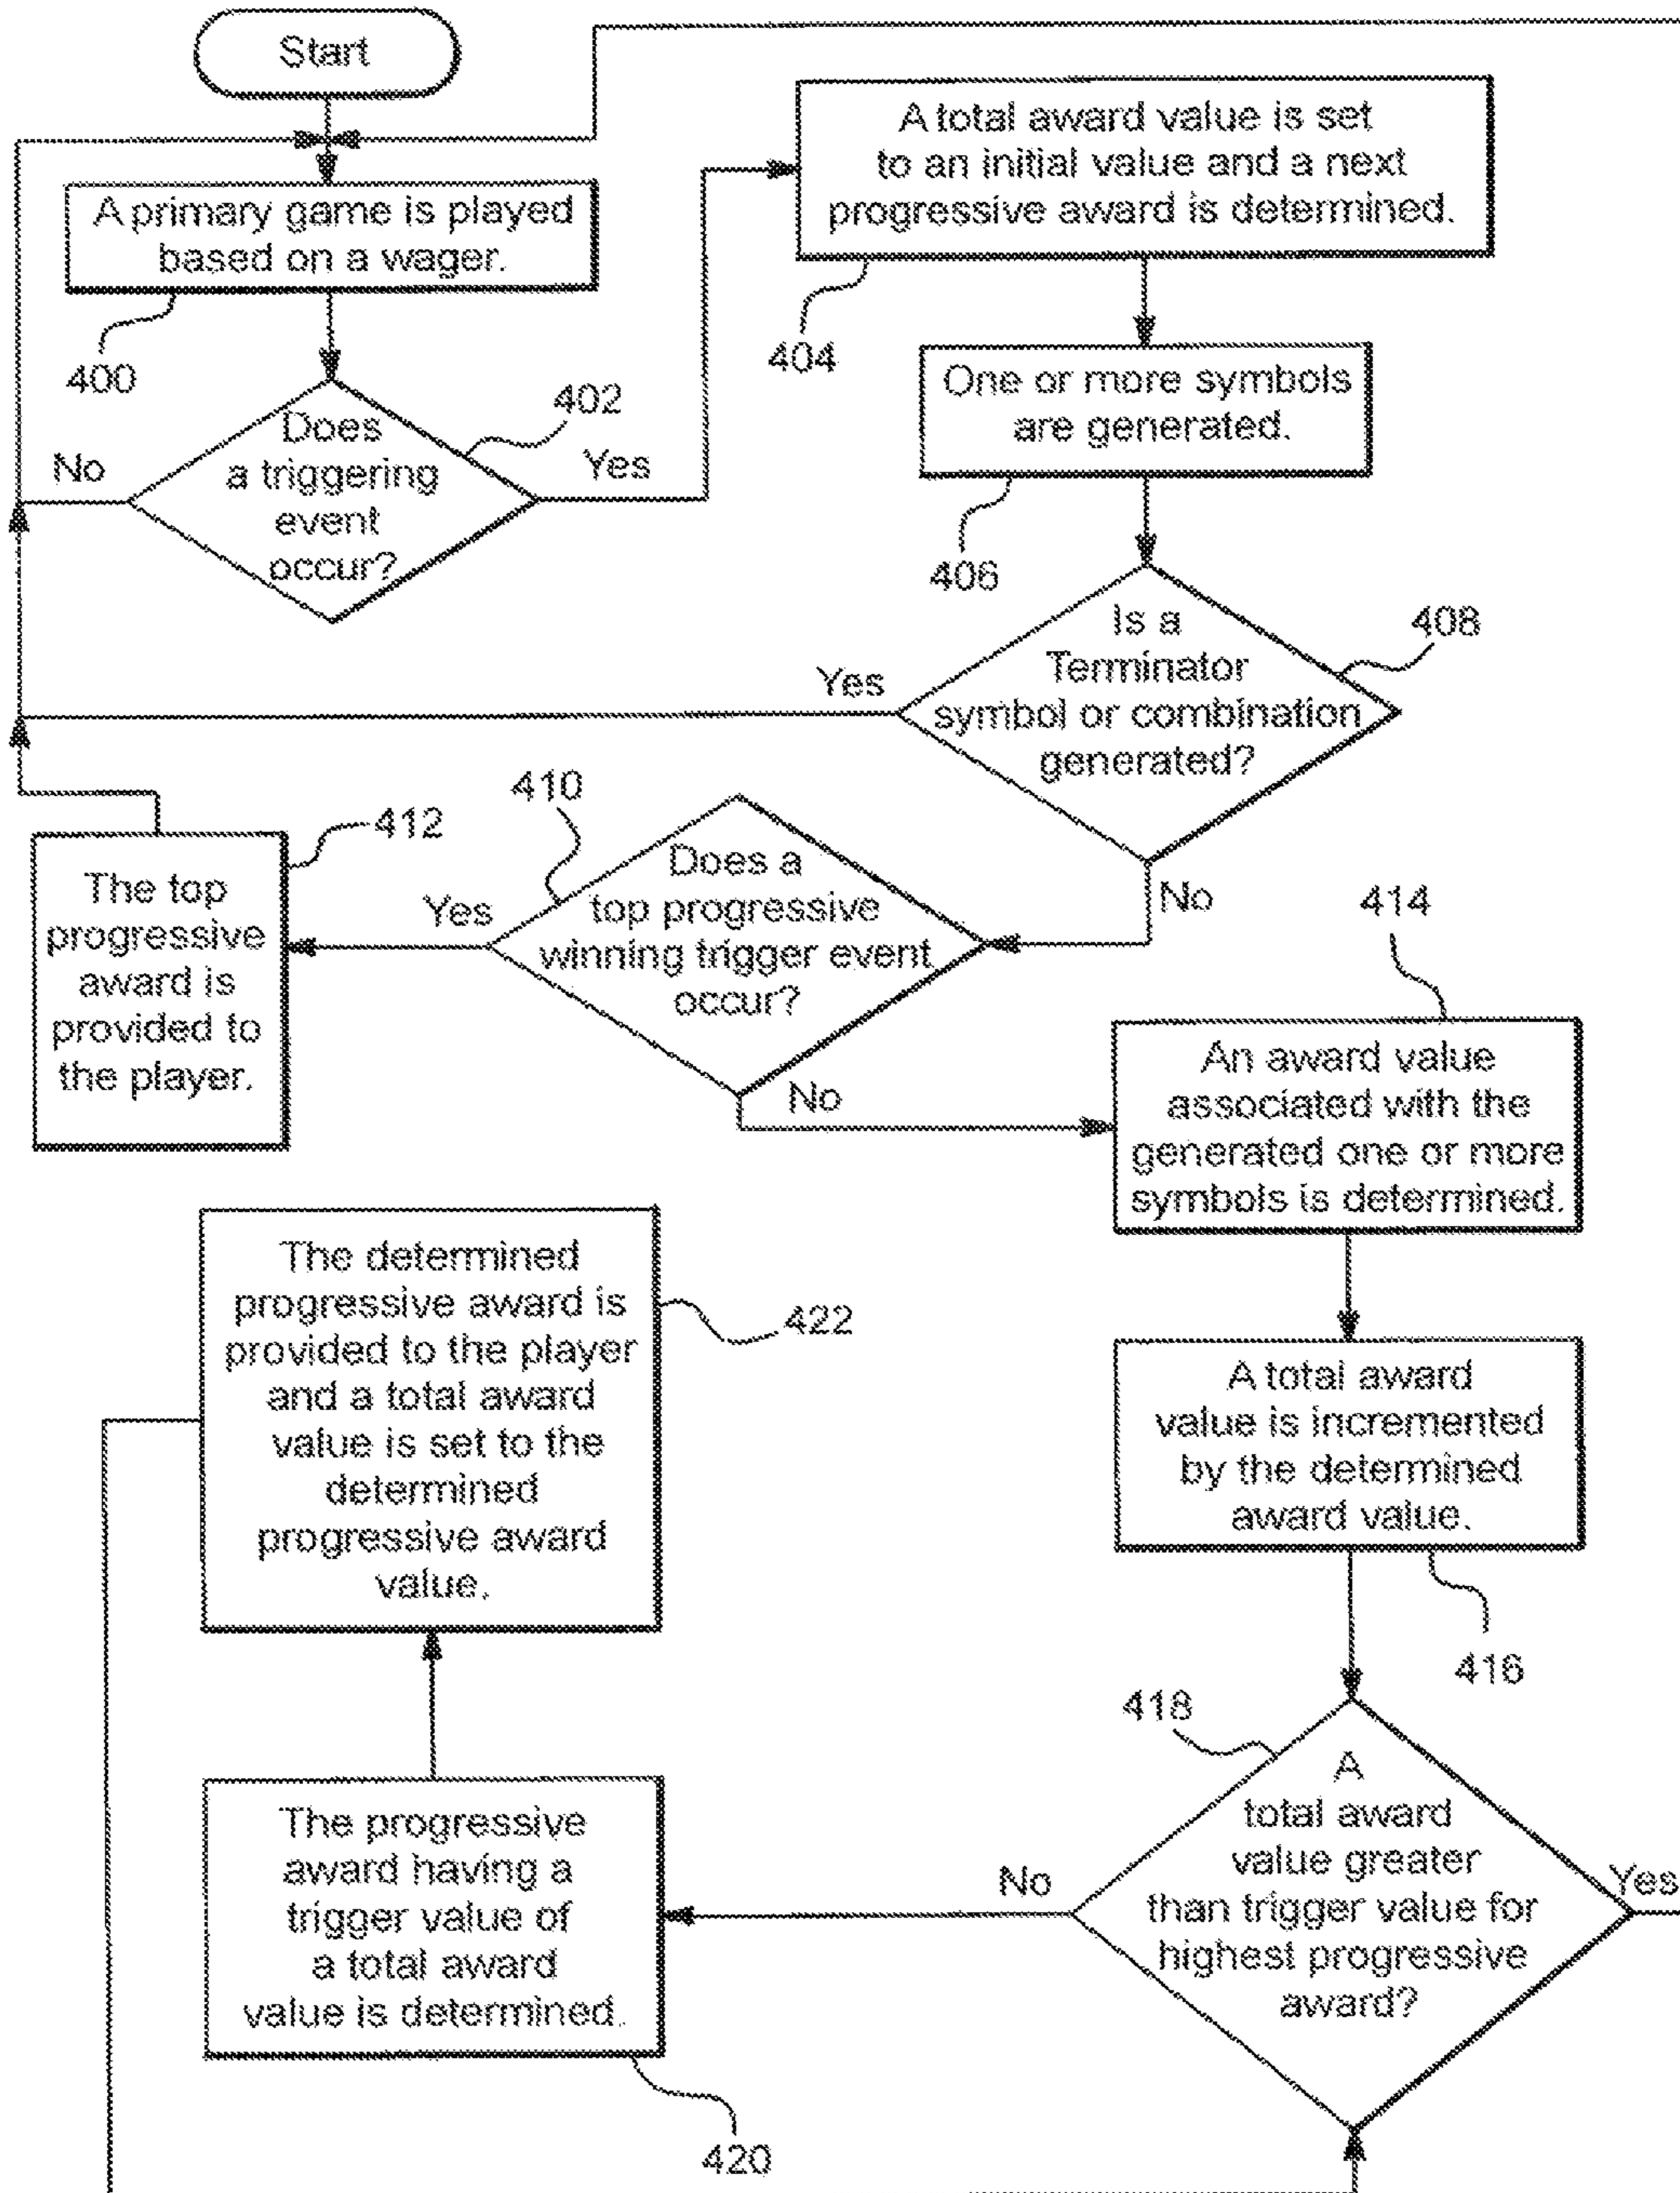 Start
A primary game is played
based on a wager.
400
Does
a triggering
event
occur?
402
No
Yes
A total award value is set
to an initial value and a next
progressive award is determined.
404
One or more symbols
are generated.
406
Is a
Terminator
symbol or combination
generated?
408
Yes
No
410
Does a
top progressive
winning trigger event
occur?
Yes
No
412
The top
progressive
award is
provided to
the player.
414
An award value
associated with the
generated one or more
symbols is determined.
A total award
value is incremented
by the determined
award value.
416
418
A
total award
value greater
than trigger value for
highest progressive
award?
Yes
No
The progressive
award having a
trigger value of
a total award
value is determined.
420
The determined
progressive award is
provided to the player
and a total award
value is set to the
determined
progressive award
value.
422